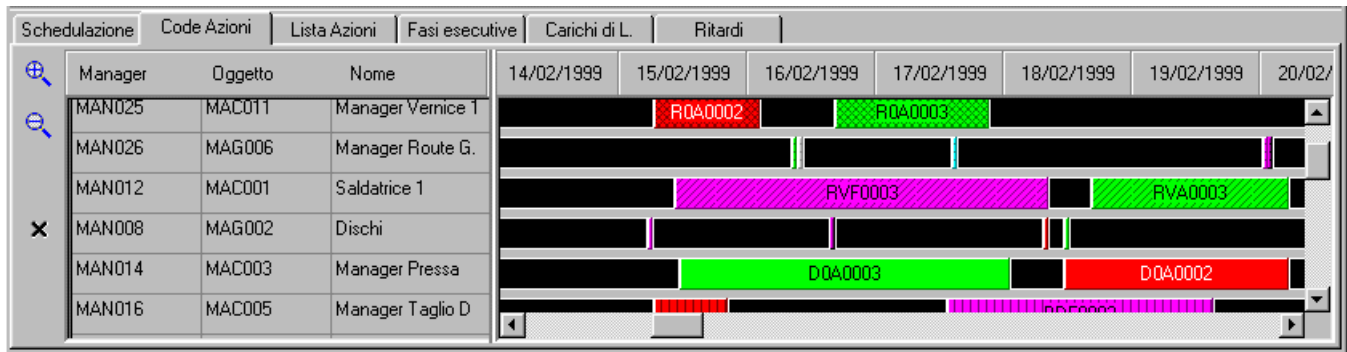 Schedulazione Code Azioni Lista Azioni Fasi esecutive Carichi di L. Ritardi
Manager Oggetto Nome 14/02/1999 15/02/1999 16/02/1999 17/02/1999 18/02/1999 19/02/1999 20/02/
MAN025 MAC011 Manager Vernice 1 R0A0002 R0A0003
MAN026 MAG006 Manager Route G.
MAN012 MAC001 Saldatrice 1 RVF0003 RVA0003
MAN008 MAG002 Dischi
MAN014 MAC003 Manager Pressa D0A0003 D0A0002
MAN016 MAC005 Manager Taglio D